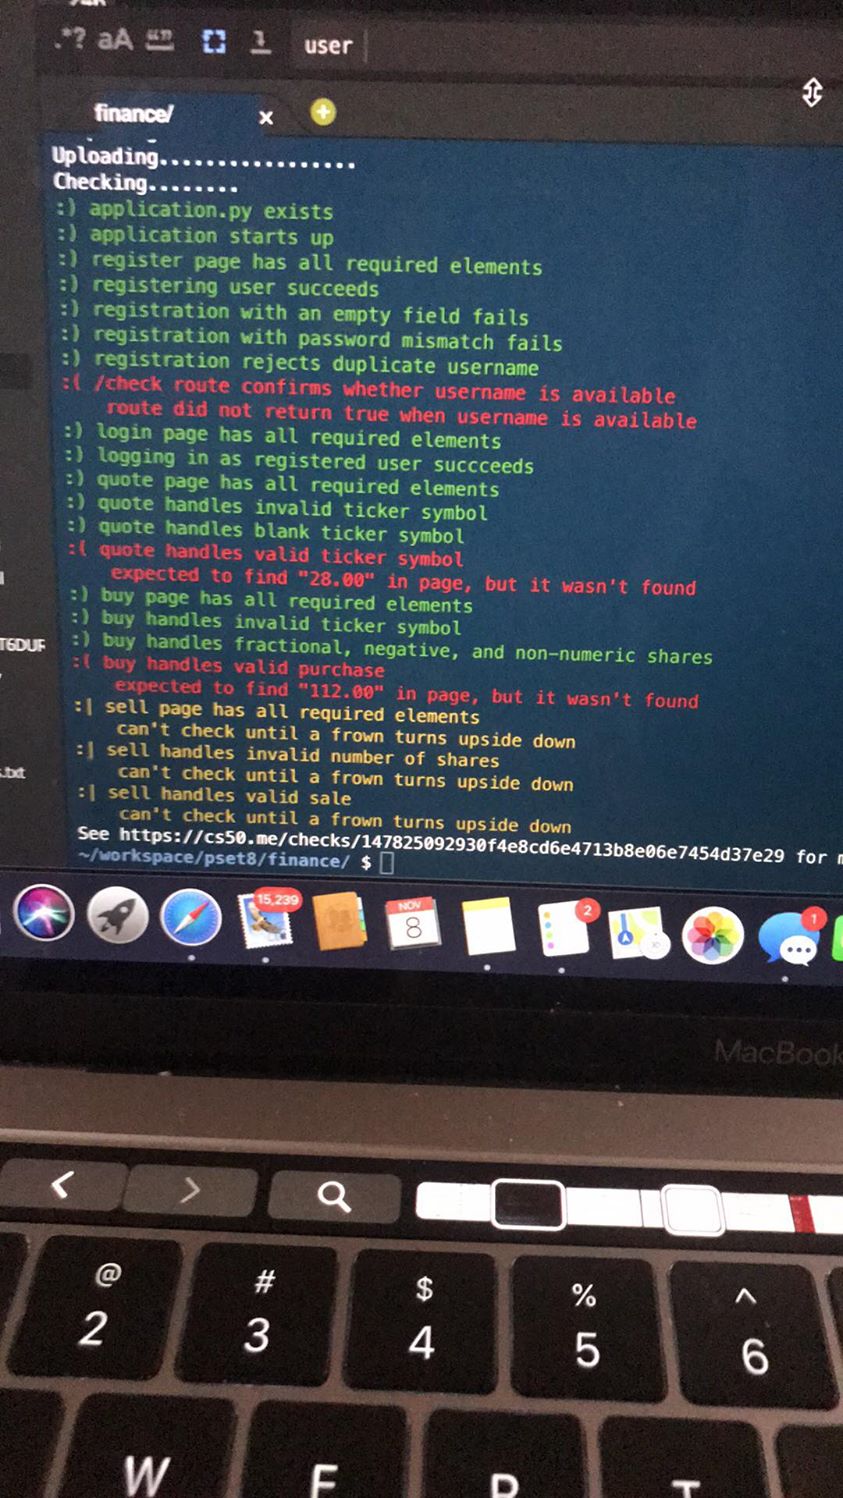 .*? aA “” user
finance/ x +
Uploading.................
Checking........
:) application.py exists
:) application starts up
:) register page has all required elements
:) registering user succeeds
:) registration with an empty field fails
:) registration with password mismatch fails
:) registration rejects duplicate username
:( /check route confirms whether username is available
route did not return true when username is available
:) login page has all required elements
:) logging in as registered user succceeds
:) quote page has all required elements
:) quote handles invalid ticker symbol
:) quote handles blank ticker symbol
:( quote handles valid ticker symbol
expected to find "28.00" in page, but it wasn't found
:) buy page has all required elements
:) buy handles invalid ticker symbol
T6DUF
:) buy handles fractional, negative, and non-numeric shares
:( buy handles valid purchase
expected to find "112.00" in page, but it wasn't found
:| sell page has all required elements
can't check until a frown turns upside down
:| sell handles invalid number of shares
can't check until a frown turns upside down
s.txt
:| sell handles valid sale
can't check until a frown turns upside down
See https://cs50.me/checks/147825092930f4e8cd6e4713b8e06e7454d37e29 for
~/workspace/pset8/finance/ $
15,239
NOV
8
2
1
MacBook
@ # $ % ^
2 3 4 5 6
W